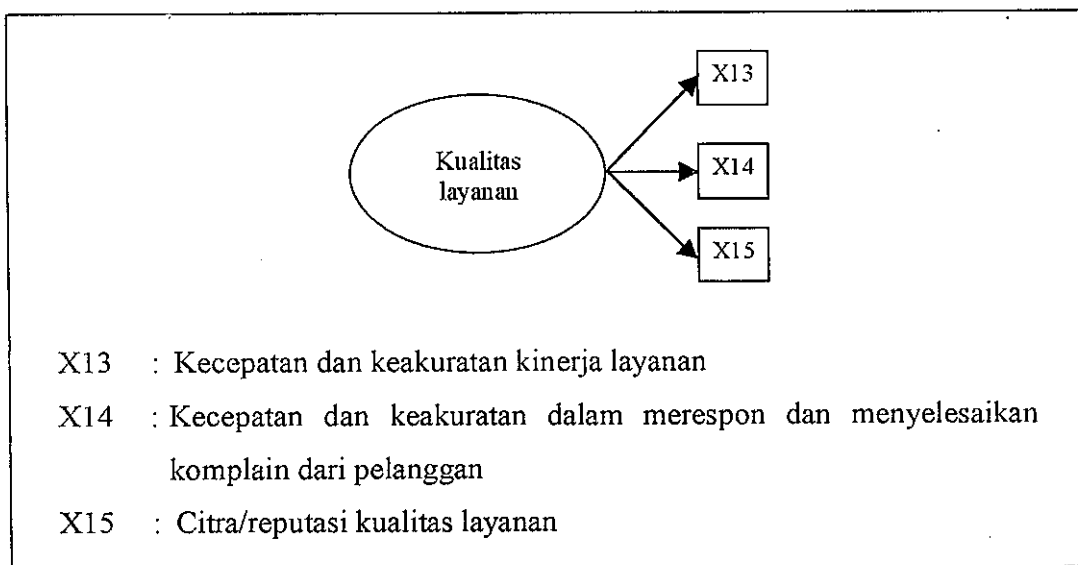 X13
Kualitas
layanan
X14
X15
X13 : Kecepatan dan keakuratan kinerja layanan
X14 : Kecepatan dan keakuratan dalam merespon dan menyelesaikan
komplain dari pelanggan
X15 : Citra/reputasi kualitas layanan